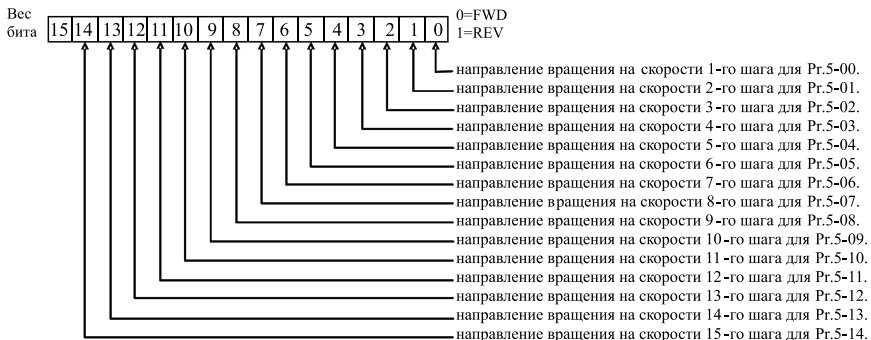 Вес
бита 15 14 13 12 11 10 9 8 7 6 5 4 3 2 1 0
0=FWD
1=REV
направление вращения на скорости 1-го шага для Pr.5-00.
направление вращения на скорости 2-го шага для Pr.5-01.
направление вращения на скорости 3-го шага для Pr.5-02.
направление вращения на скорости 4-го шага для Pr.5-03.
направление вращения на скорости 5-го шага для Pr.5-04.
направление вращения на скорости 6-го шага для Pr.5-05.
направление вращения на скорости 7-го шага для Pr.5-06.
направление вращения на скорости 8-го шага для Pr.5-07.
направление вращения на скорости 9-го шага для Pr.5-08.
направление вращения на скорости 10-го шага для Pr.5-09.
направление вращения на скорости 11-го шага для Pr.5-10.
направление вращения на скорости 12-го шага для Pr.5-11.
направление вращения на скорости 13-го шага для Pr.5-12.
направление вращения на скорости 14-го шага для Pr.5-13.
направление вращения на скорости 15-го шага для Pr.5-14.